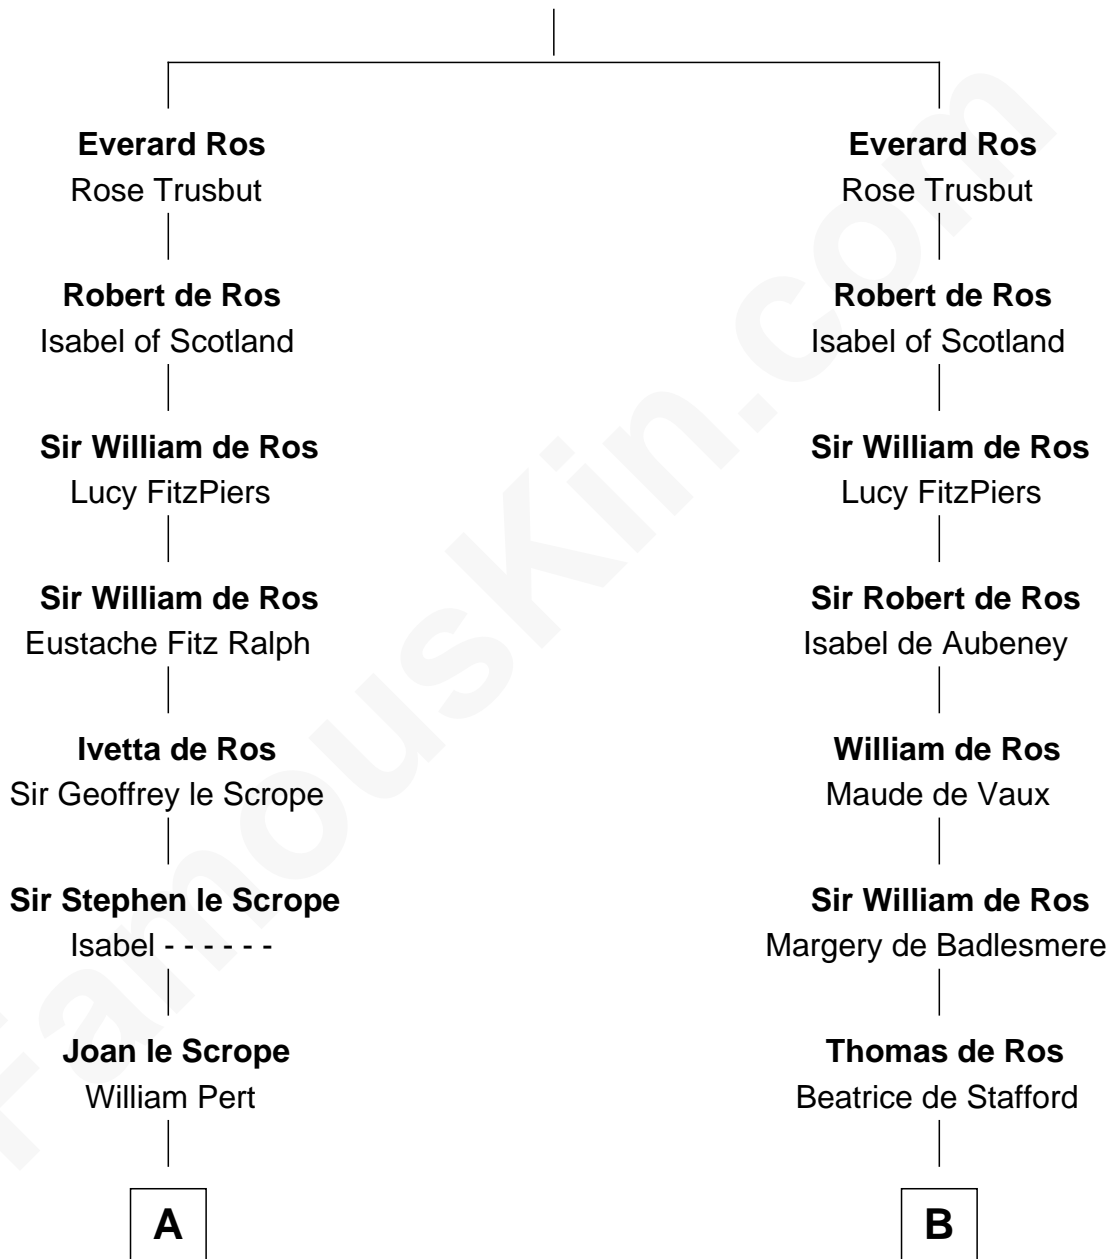 Everard Ros
Rose Trusbut
Robert de Ros
Isabel of Scotland
Sir William de Ros
Lucy FitzPiers
Sir William de Ros
Eustache Fitz Ralph
Ivetta de Ros
Sir Geoffrey le Scrope
Sir Stephen le Scrope
Isabel - - - - - -
Joan le Scrope
William Pert
A
Everard Ros
Rose Trusbut
Robert de Ros
Isabel of Scotland
Sir William de Ros
Lucy FitzPiers
Sir Robert de Ros
Isabel de Aubeney
William de Ros
Maude de Vaux
Sir William de Ros
Margery de Badlesmere
Thomas de Ros
Beatrice de Stafford
B
FamousKin.com